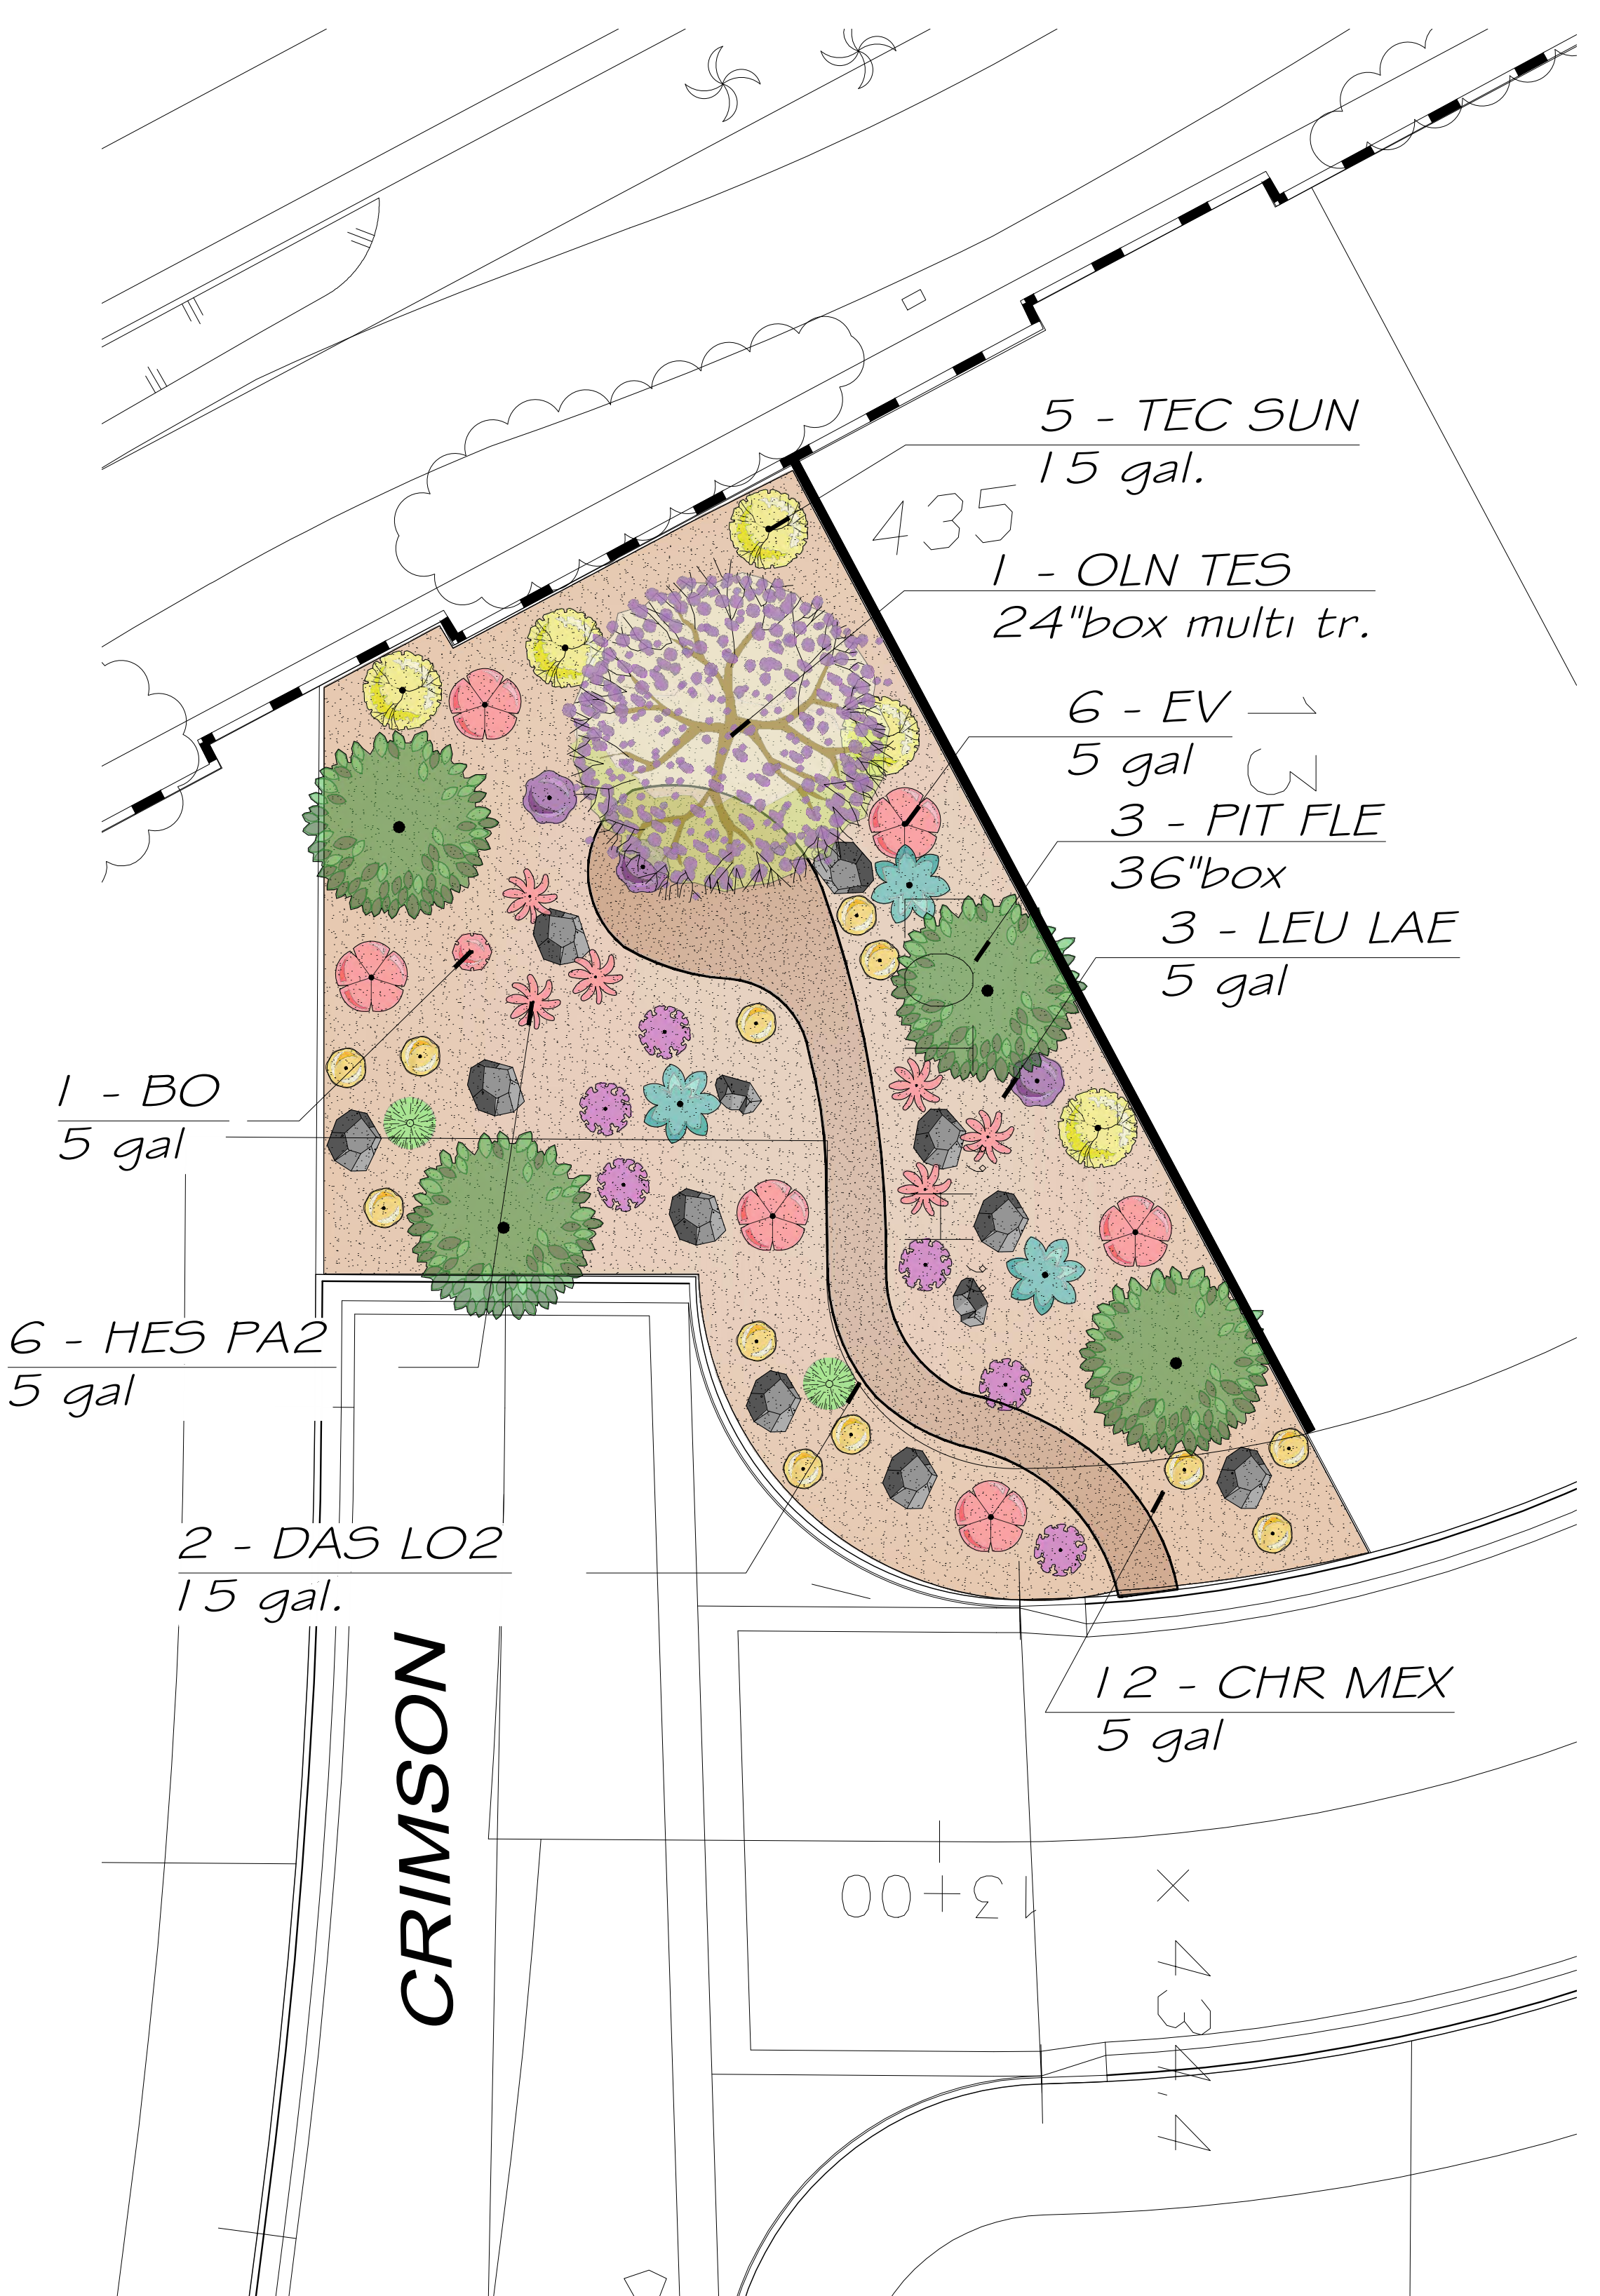 5 - TEC SUN
15 gal.
435
1 - OLN TES
24"box multi tr.
6 - EV
5 gal
13
3 - PIT FLE
36"box
3 - LEU LAE
5 gal
1 - BO
5 gal
6 - HES PA2
5 gal
2 - DAS LO2
15 gal.
12 - CHR MEX
5 gal
CRIMSON
13+00
x 434.4